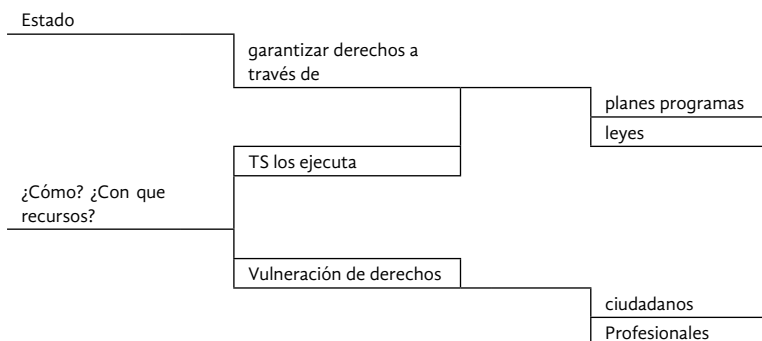 Estado
garantizar derechos a
través de
planes programas
leyes
TS los ejecuta
¿Cómo? ¿Con que
recursos?
Vulneración de derechos
ciudadanos
Profesionales